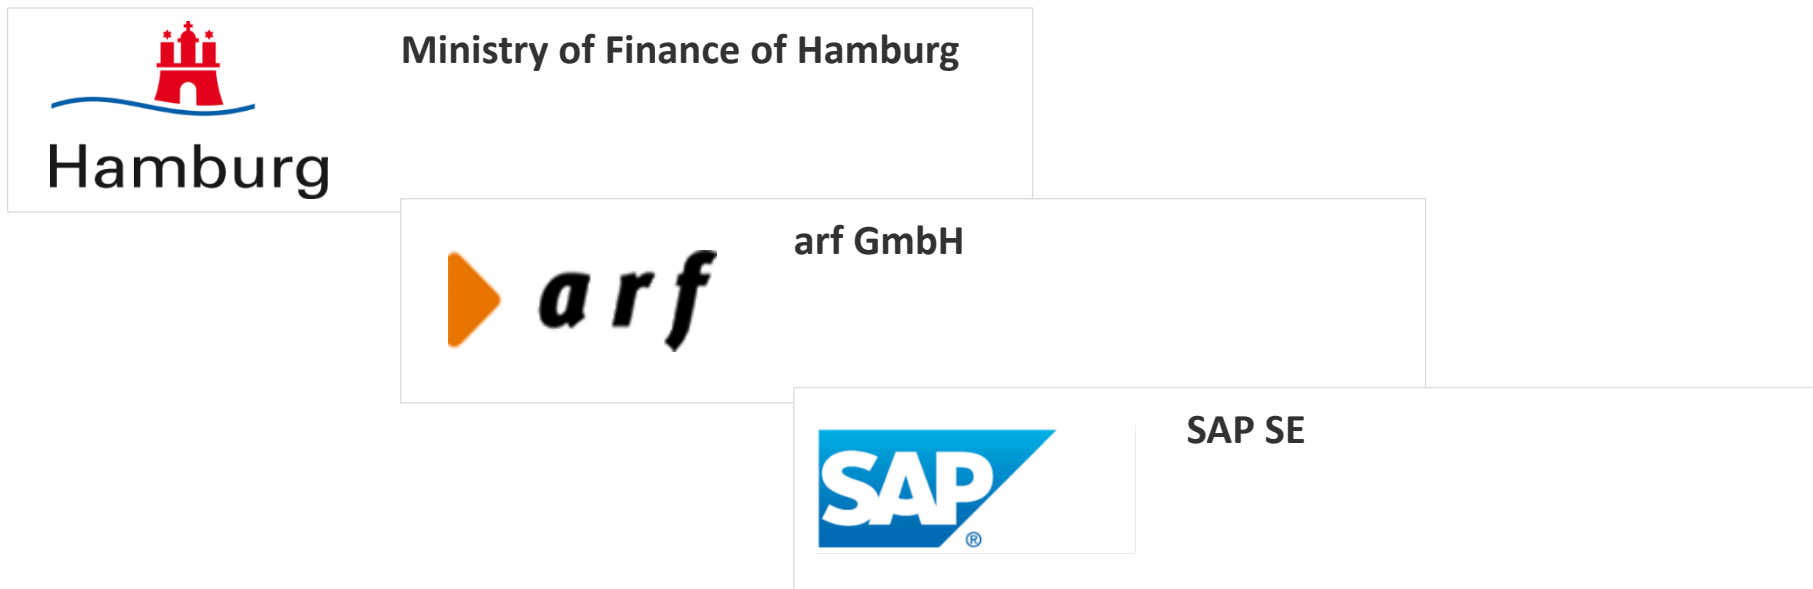 Ministry of Finance of Hamburg
Hamburg
arf GmbH
arf
SAP SE
SAP
®